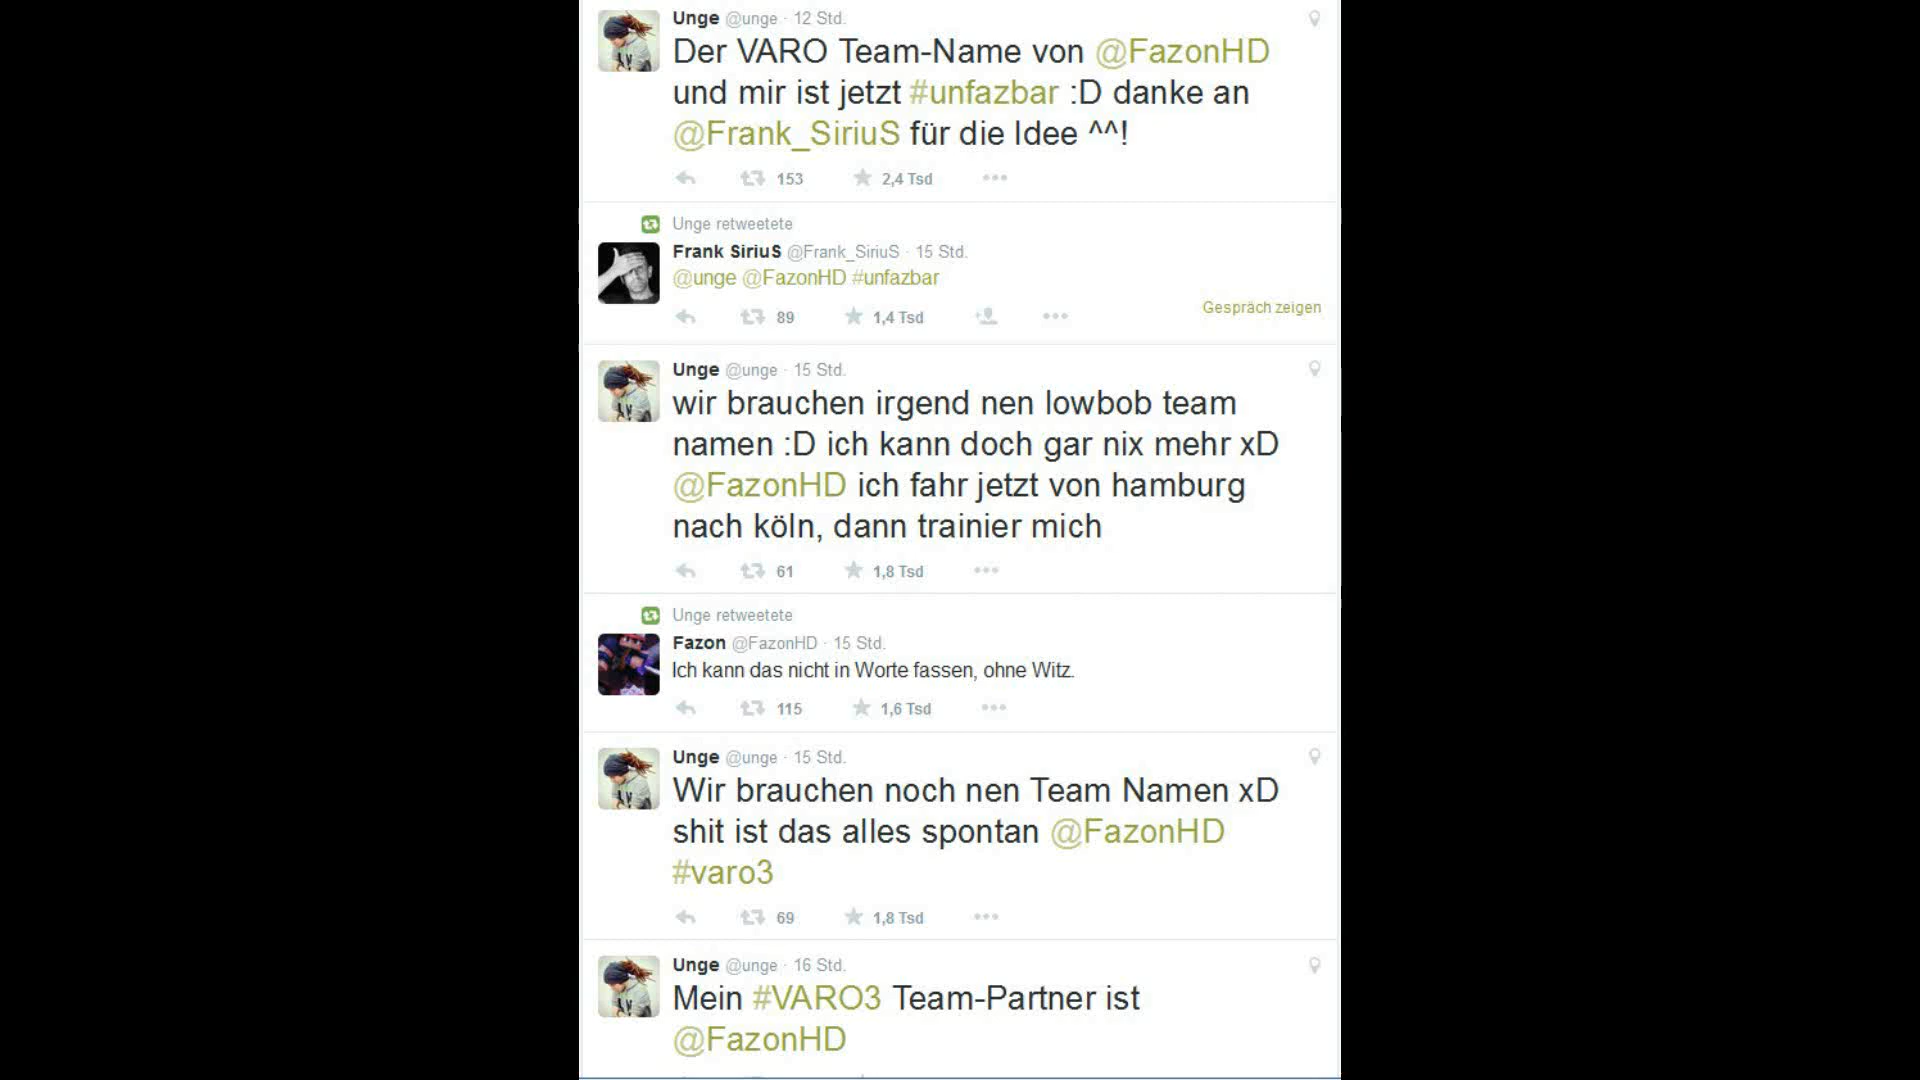 Unge @unge · 12 Std.
Der VARO Team-Name von @FazonHD
und mir ist jetzt #unfazbar :D danke an
@Frank_SiriuS für die Idee ^^!
153 2,4 Tsd
Unge retweetete
Frank SiriuS @Frank_SiriuS · 15 Std.
@unge @FazonHD #unfazbar
Gespräch zeigen
89 1,4 Tsd
Unge @unge · 15 Std.
wir brauchen irgend nen lowbob team
namen :D ich kann doch gar nix mehr xD
@FazonHD ich fahr jetzt von hamburg
nach köln, dann trainier mich
61 1,8 Tsd
Unge retweetete
Fazon @FazonHD · 15 Std.
Ich kann das nicht in Worte fassen, ohne Witz.
115 1,6 Tsd
Unge @unge · 15 Std.
Wir brauchen noch nen Team Namen xD
shit ist das alles spontan @FazonHD
#varo3
69 1,8 Tsd
Unge @unge · 16 Std.
Mein #VARO3 Team-Partner ist
@FazonHD